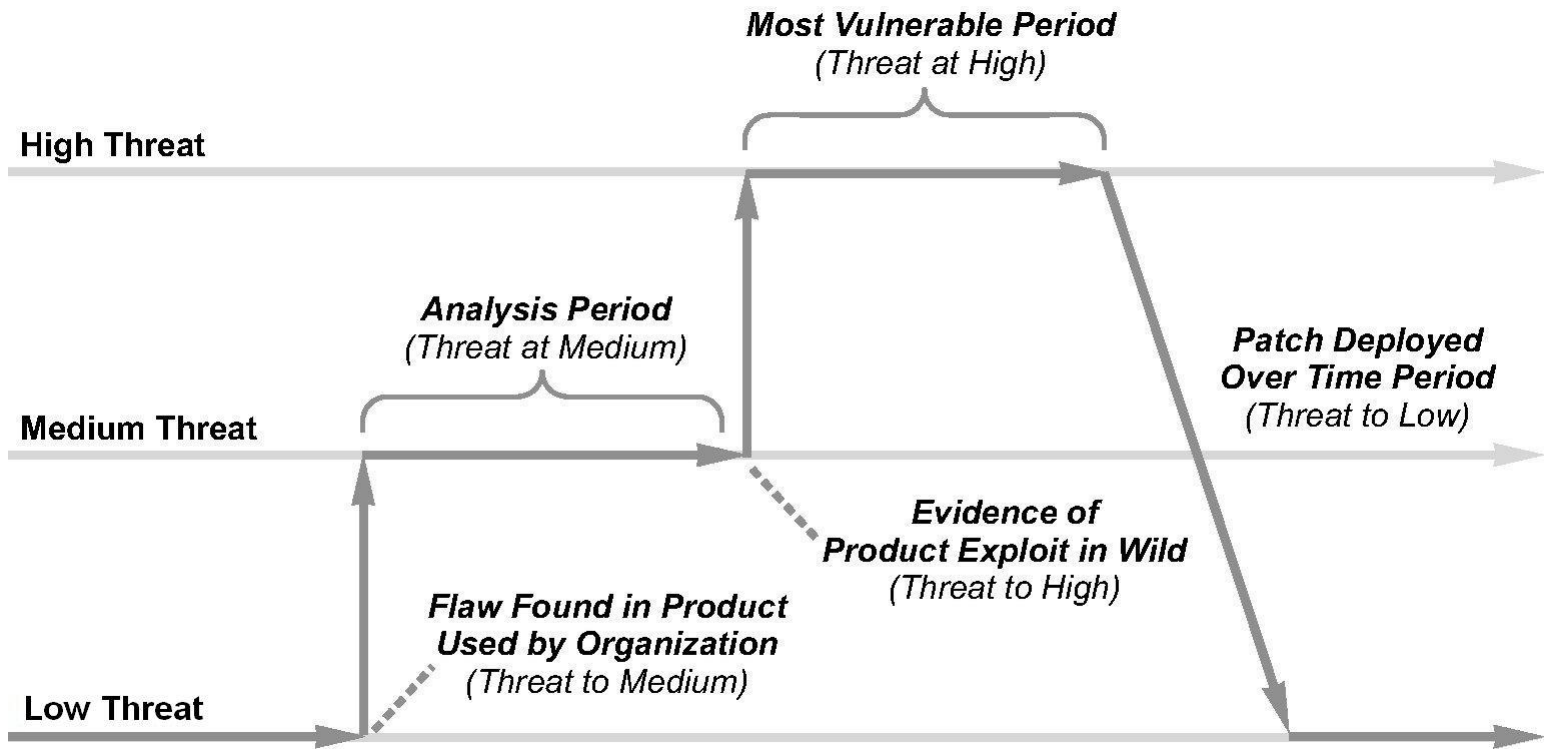 Most Vulnerable Period
(Threat at High)
High Threat
Analysis Period
(Threat at Medium)
Patch Deployed
Over Time Period
(Threat to Low)
Medium Threat
Evidence of
Product Exploit in Wild
(Threat to High)
Flaw Found in Product
Used by Organization
(Threat to Medium)
Low Threat